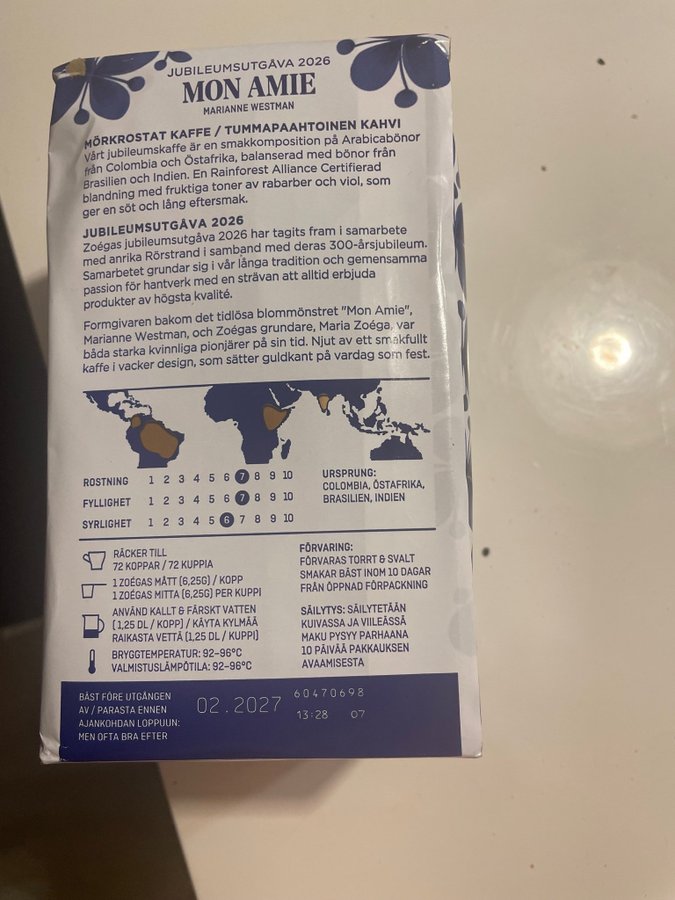 JUBILEUMSUTGÅVA 2026
MON AMIE
MARIANNE WESTMAN
MÖRKROSTAT KAFFE / TUMMAPAAHTOINEN KAHVI
Vårt jubileumskaffe är en smakkomposition på Arabicabönor
från Colombia och Östafrika, balanserad med bönor från
Brasilien och Indien. En Rainforest Alliance Certifierad
blandning med fruktiga toner av rabarber och viol, som
ger en söt och lång eftersmak.
JUBILEUMSUTGÅVA 2026
Zoégas jubileumsutgåva 2026 har tagits fram i samarbete
med anrika Rörstrand i samband med deras 300-årsjubileum.
Samarbetet grundar sig i vår långa tradition och gemensamma
passion för hantverk med en strävan att alltid erbjuda
produkter av högsta kvalité.
Formgivaren bakom det tidlösa blommönstret "Mon Amie",
Marianne Westman, och Zoégas grundare, Maria Zoéga, var
båda starka kvinnliga pionjärer på sin tid. Njut av ett smakfullt
kaffe i vacker design, som sätter guldkant på vardag som fest.
ROSTNING 1 2 3 4 5 6 7 8 9 10
FYLLIGHET 1 2 3 4 5 6 7 8 9 10
SYRLIGHET 1 2 3 4 5 6 7 8 9 10
URSPRUNG:
COLOMBIA, ÖSTAFRIKA,
BRASILIEN, INDIEN
RÄCKER TILL
72 KOPPAR / 72 KUPPIA
1 ZOÉGAS MÅTT (6,25G) / KOPP
1 ZOÉGAS MITTA (6,25G) PER KUPPI
ANVÄND KALLT & FÄRSKT VATTEN
(1,25 DL / KOPP) / KÄYTÄ KYLMÄÄ
RAIKASTA VETTÄ (1,25 DL / KUPPI)
BRYGGTEMPERATUR: 92–96°C
VALMISTUSLÄMPÖTILA: 92–96°C
FÖRVARING:
FÖRVARAS TORRT & SVALT
SMAKAR BÄST INOM 10 DAGAR
FRÅN ÖPPNAD FÖRPACKNING
SÄILYTYS: SÄILYTETÄÄN
KUIVASSA JA VIILEÄSSÄ
MAKU PYSYY PARHAANA
10 PÄIVÄÄ PAKKAUKSEN
AVAAMISESTA
BÄST FÖRE UTGÅNGEN
AV / PARASTA ENNEN
AJANKOHDAN LOPPUUN:
MEN OFTA BRA EFTER
02.2027
60470698
13:28 07